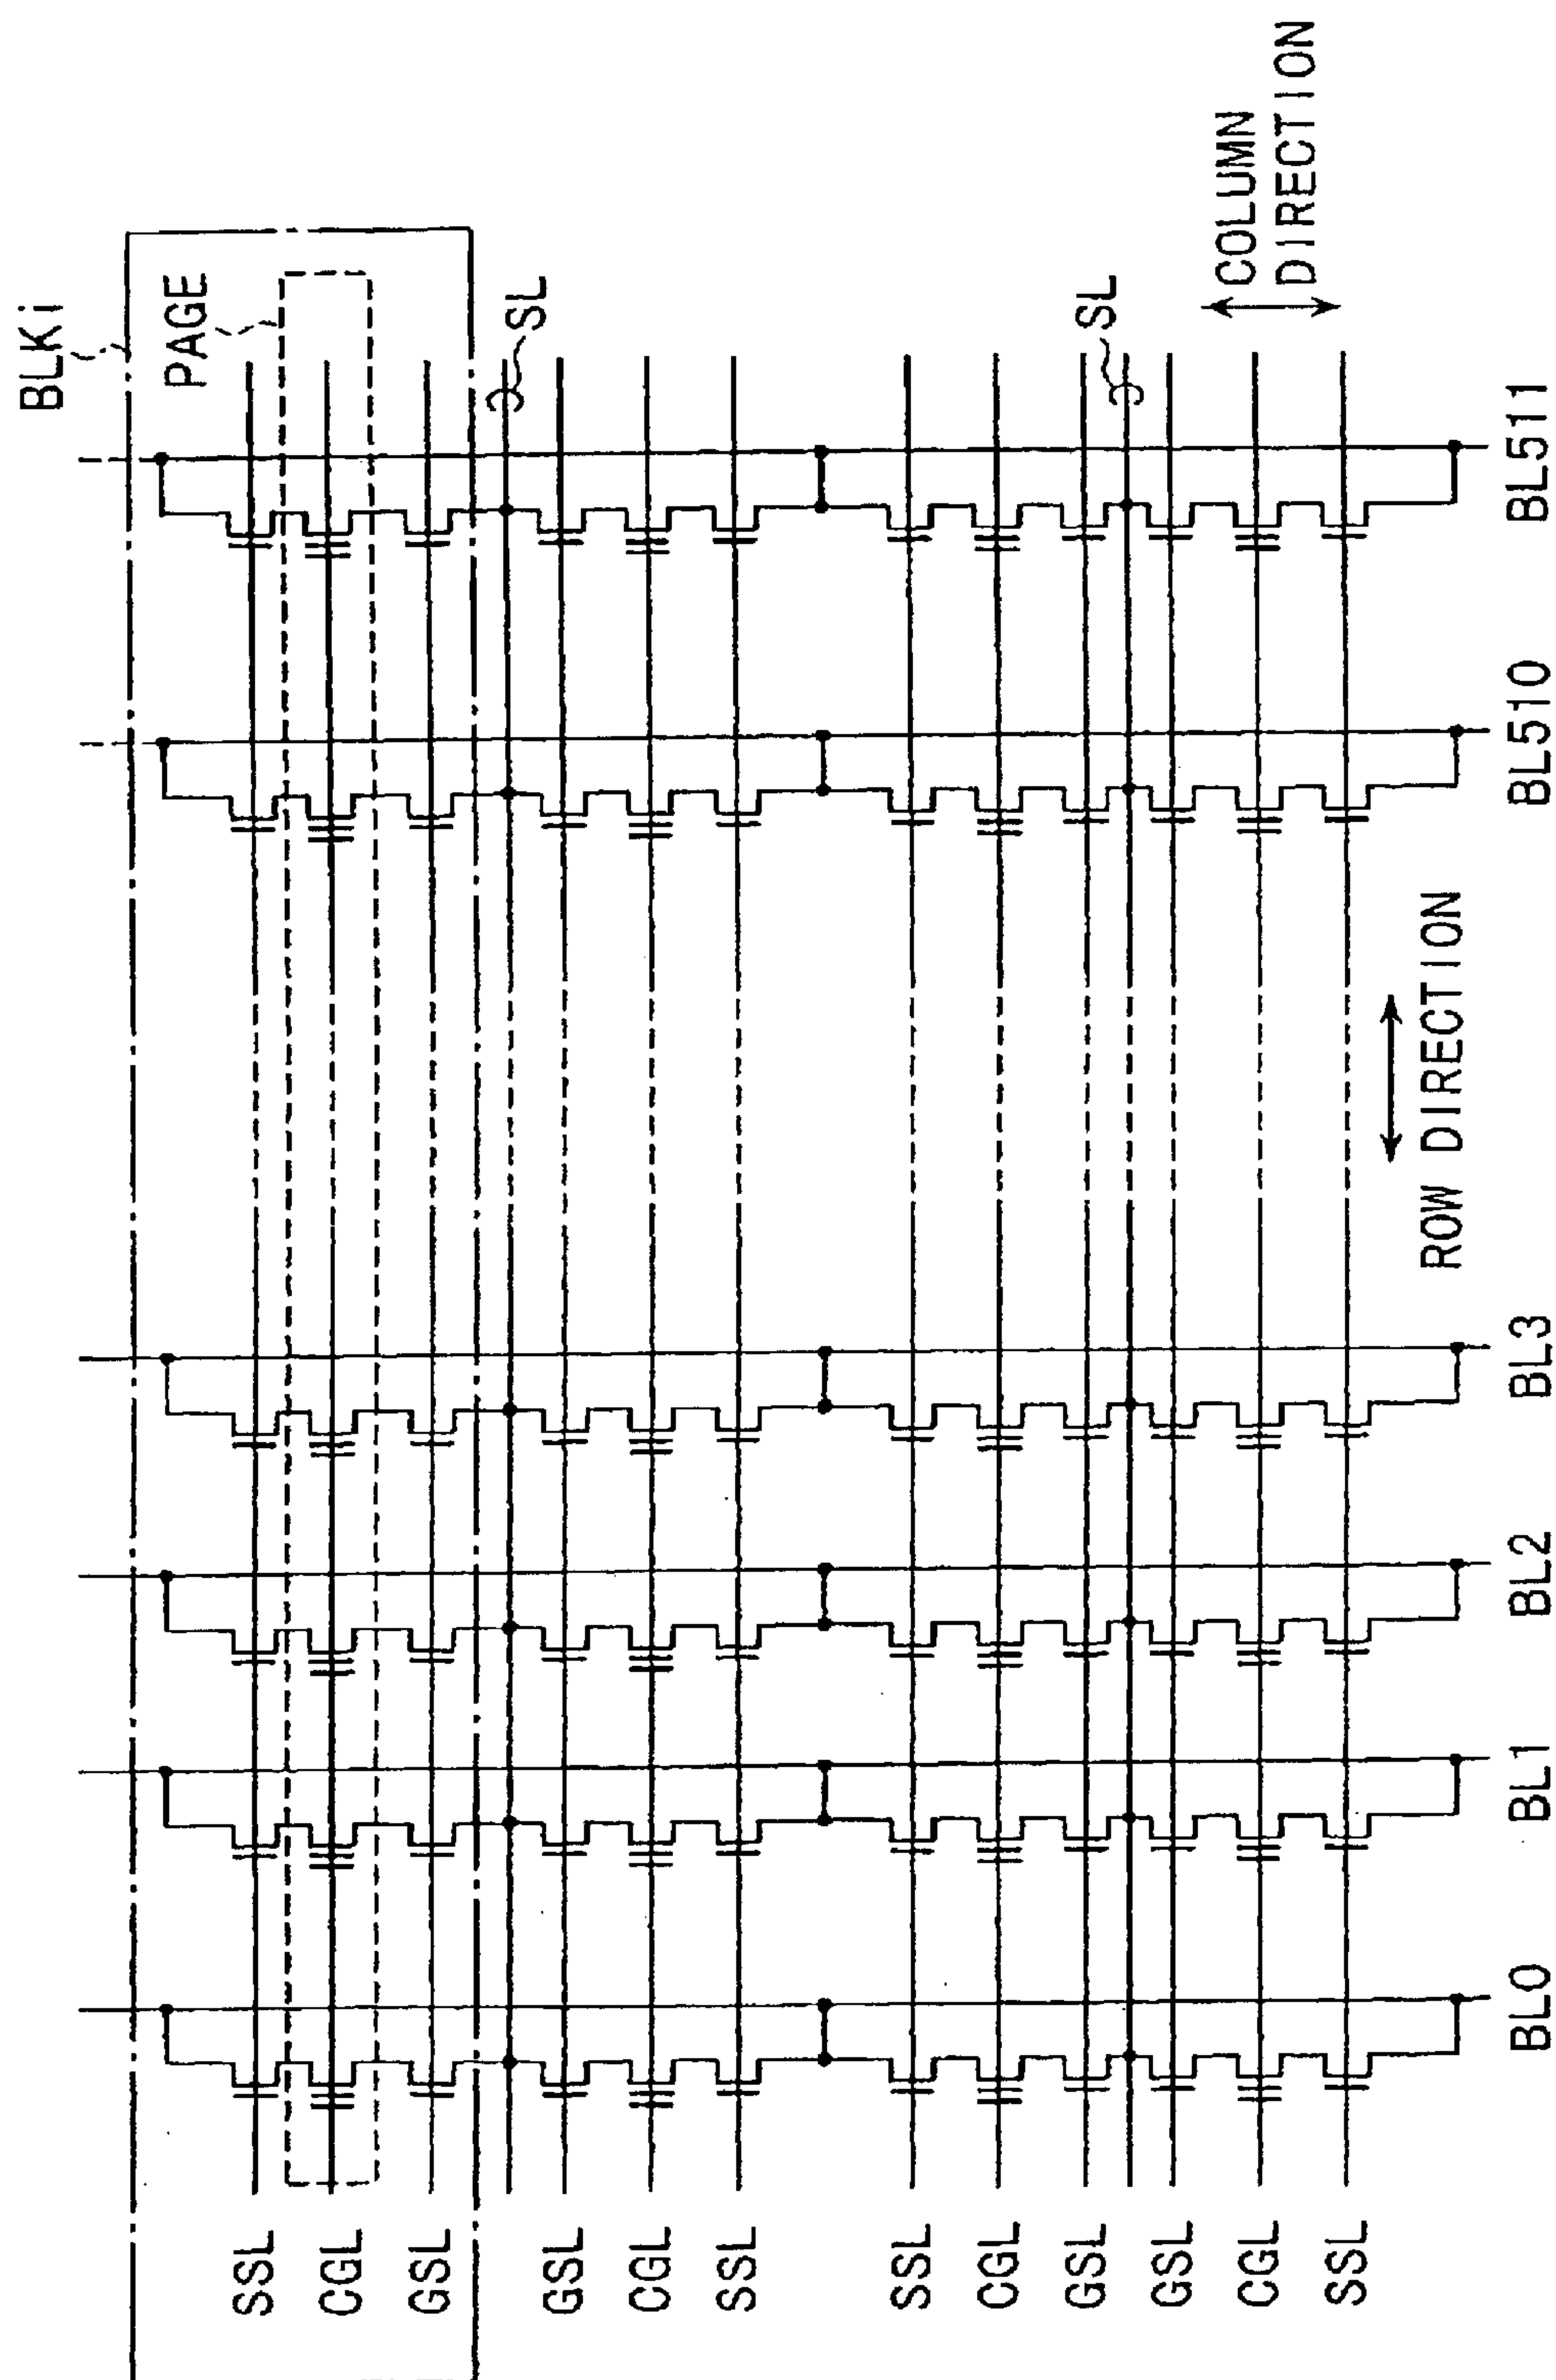 BLKi
PAGE
SSL
CGL
GSL
SL
GSL
CGL
SSL
SSL
CGL
GSL
SL
GSL
CGL
SSL
COLUMN
DIRECTION
ROW DIRECTION
BL0
BL1
BL2
BL3
BL510
BL511